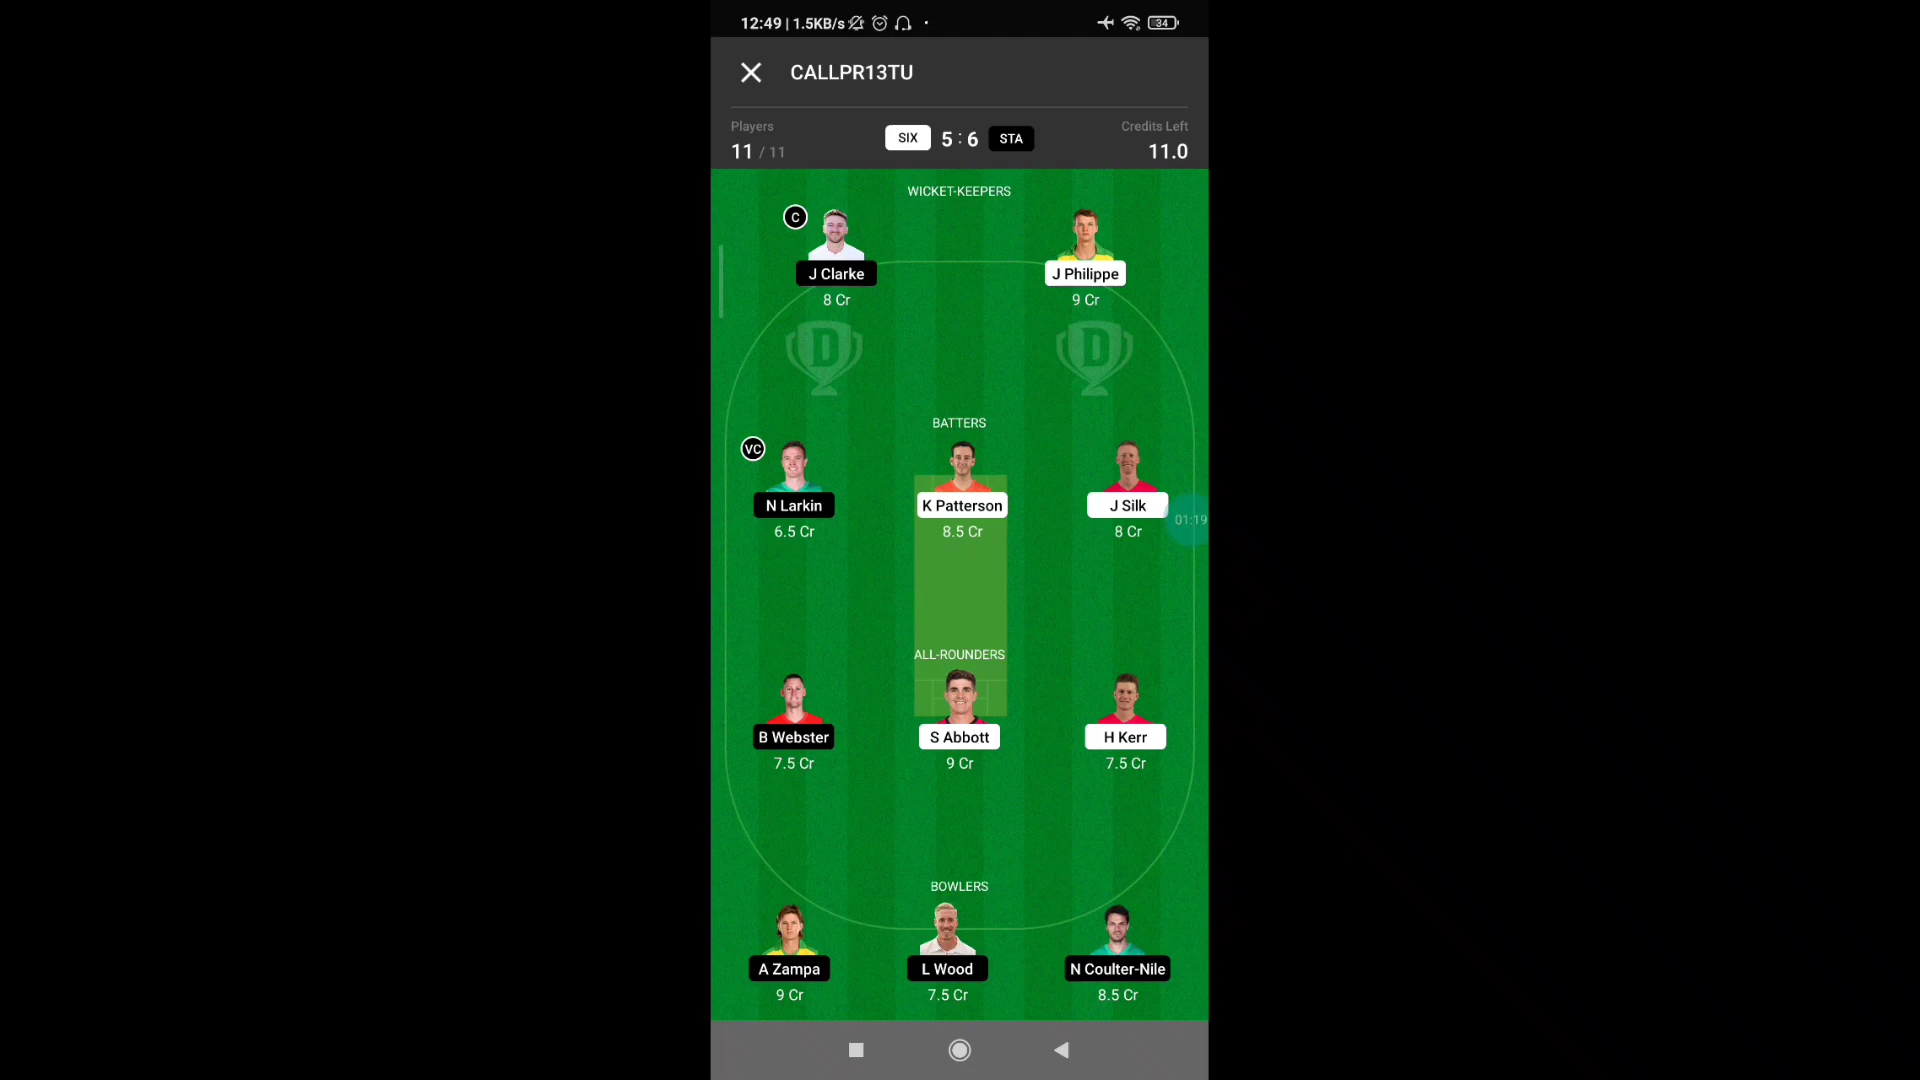 12:49 | 1.5KB/s 34
CALLPR13TU
Players
Credits Left
11 / 11
SIX 5 : 6 STA
11.0
WICKET-KEEPERS
C
J Clarke J Philippe
8 Cr 9 Cr
D D
BATTERS
VC
N Larkin K Patterson J Silk
6.5 Cr 8.5 Cr 8 Cr
01:19
ALL-ROUNDERS
B Webster S Abbott H Kerr
7.5 Cr 9 Cr 7.5 Cr
BOWLERS
A Zampa L Wood N Coulter-Nile
9 Cr 7.5 Cr 8.5 Cr